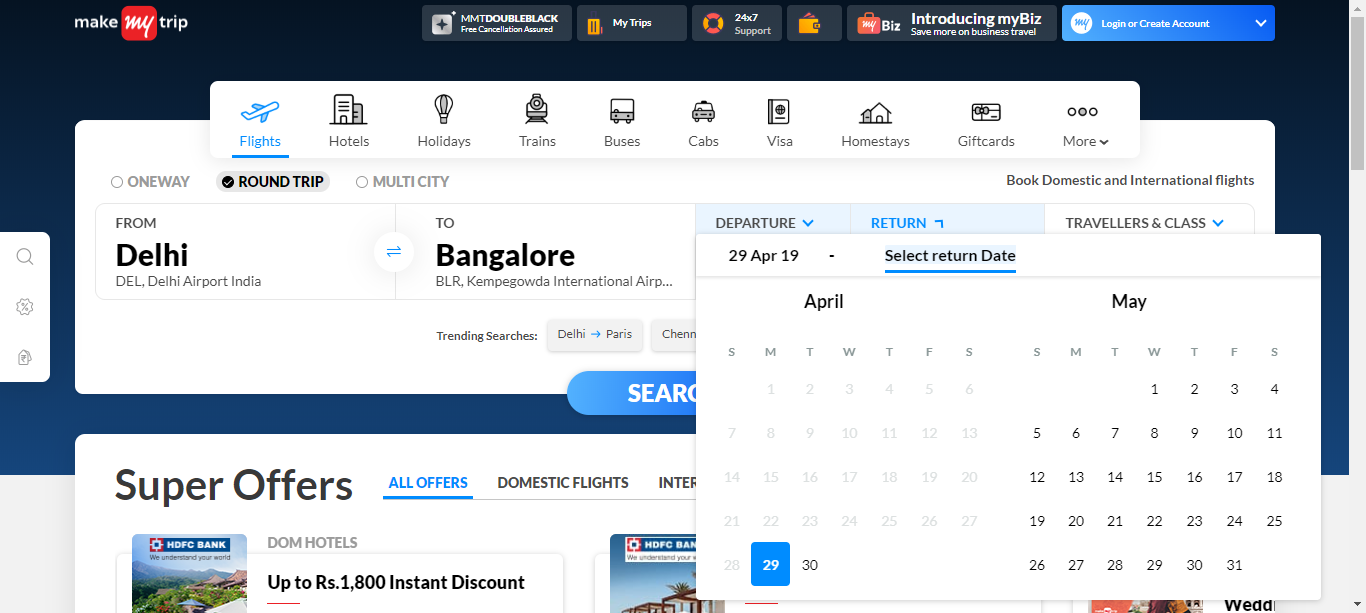 make my trip
MMTDOUBLEBLACK
Free Cancellation Assured
My Trips
24x7
Support
my Biz
Introducing myBiz
Save more on business travel
my
Login or Create Account
Flights
Hotels
Holidays
Trains
Buses
Cabs
Visa
Homestays
Giftcards
More
ONEWAY
ROUND TRIP
MULTI CITY
Book Domestic and International flights
FROM
Delhi
DEL, Delhi Airport India
TO
Bangalore
BLR, Kempegowda International Airp...
DEPARTURE
RETURN
TRAVELLERS & CLASS
29 Apr 19 - Select return Date
April
S M T W T F S
1 2 3 4 5 6
7 8 9 10 11 12 13
14 15 16 17 18 19 20
21 22 23 24 25 26 27
28 29 30
May
S M T W T F S
1 2 3 4
5 6 7 8 9 10 11
12 13 14 15 16 17 18
19 20 21 22 23 24 25
26 27 28 29 30 31
Trending Searches:
Delhi → Paris
Chenn
SEARC
Super Offers
ALL OFFERS
DOMESTIC FLIGHTS
INTER
HDFC BANK
We understand your world
DOM HOTELS
Up to Rs.1,800 Instant Discount
HDFC BAN
We understand your
Weddi